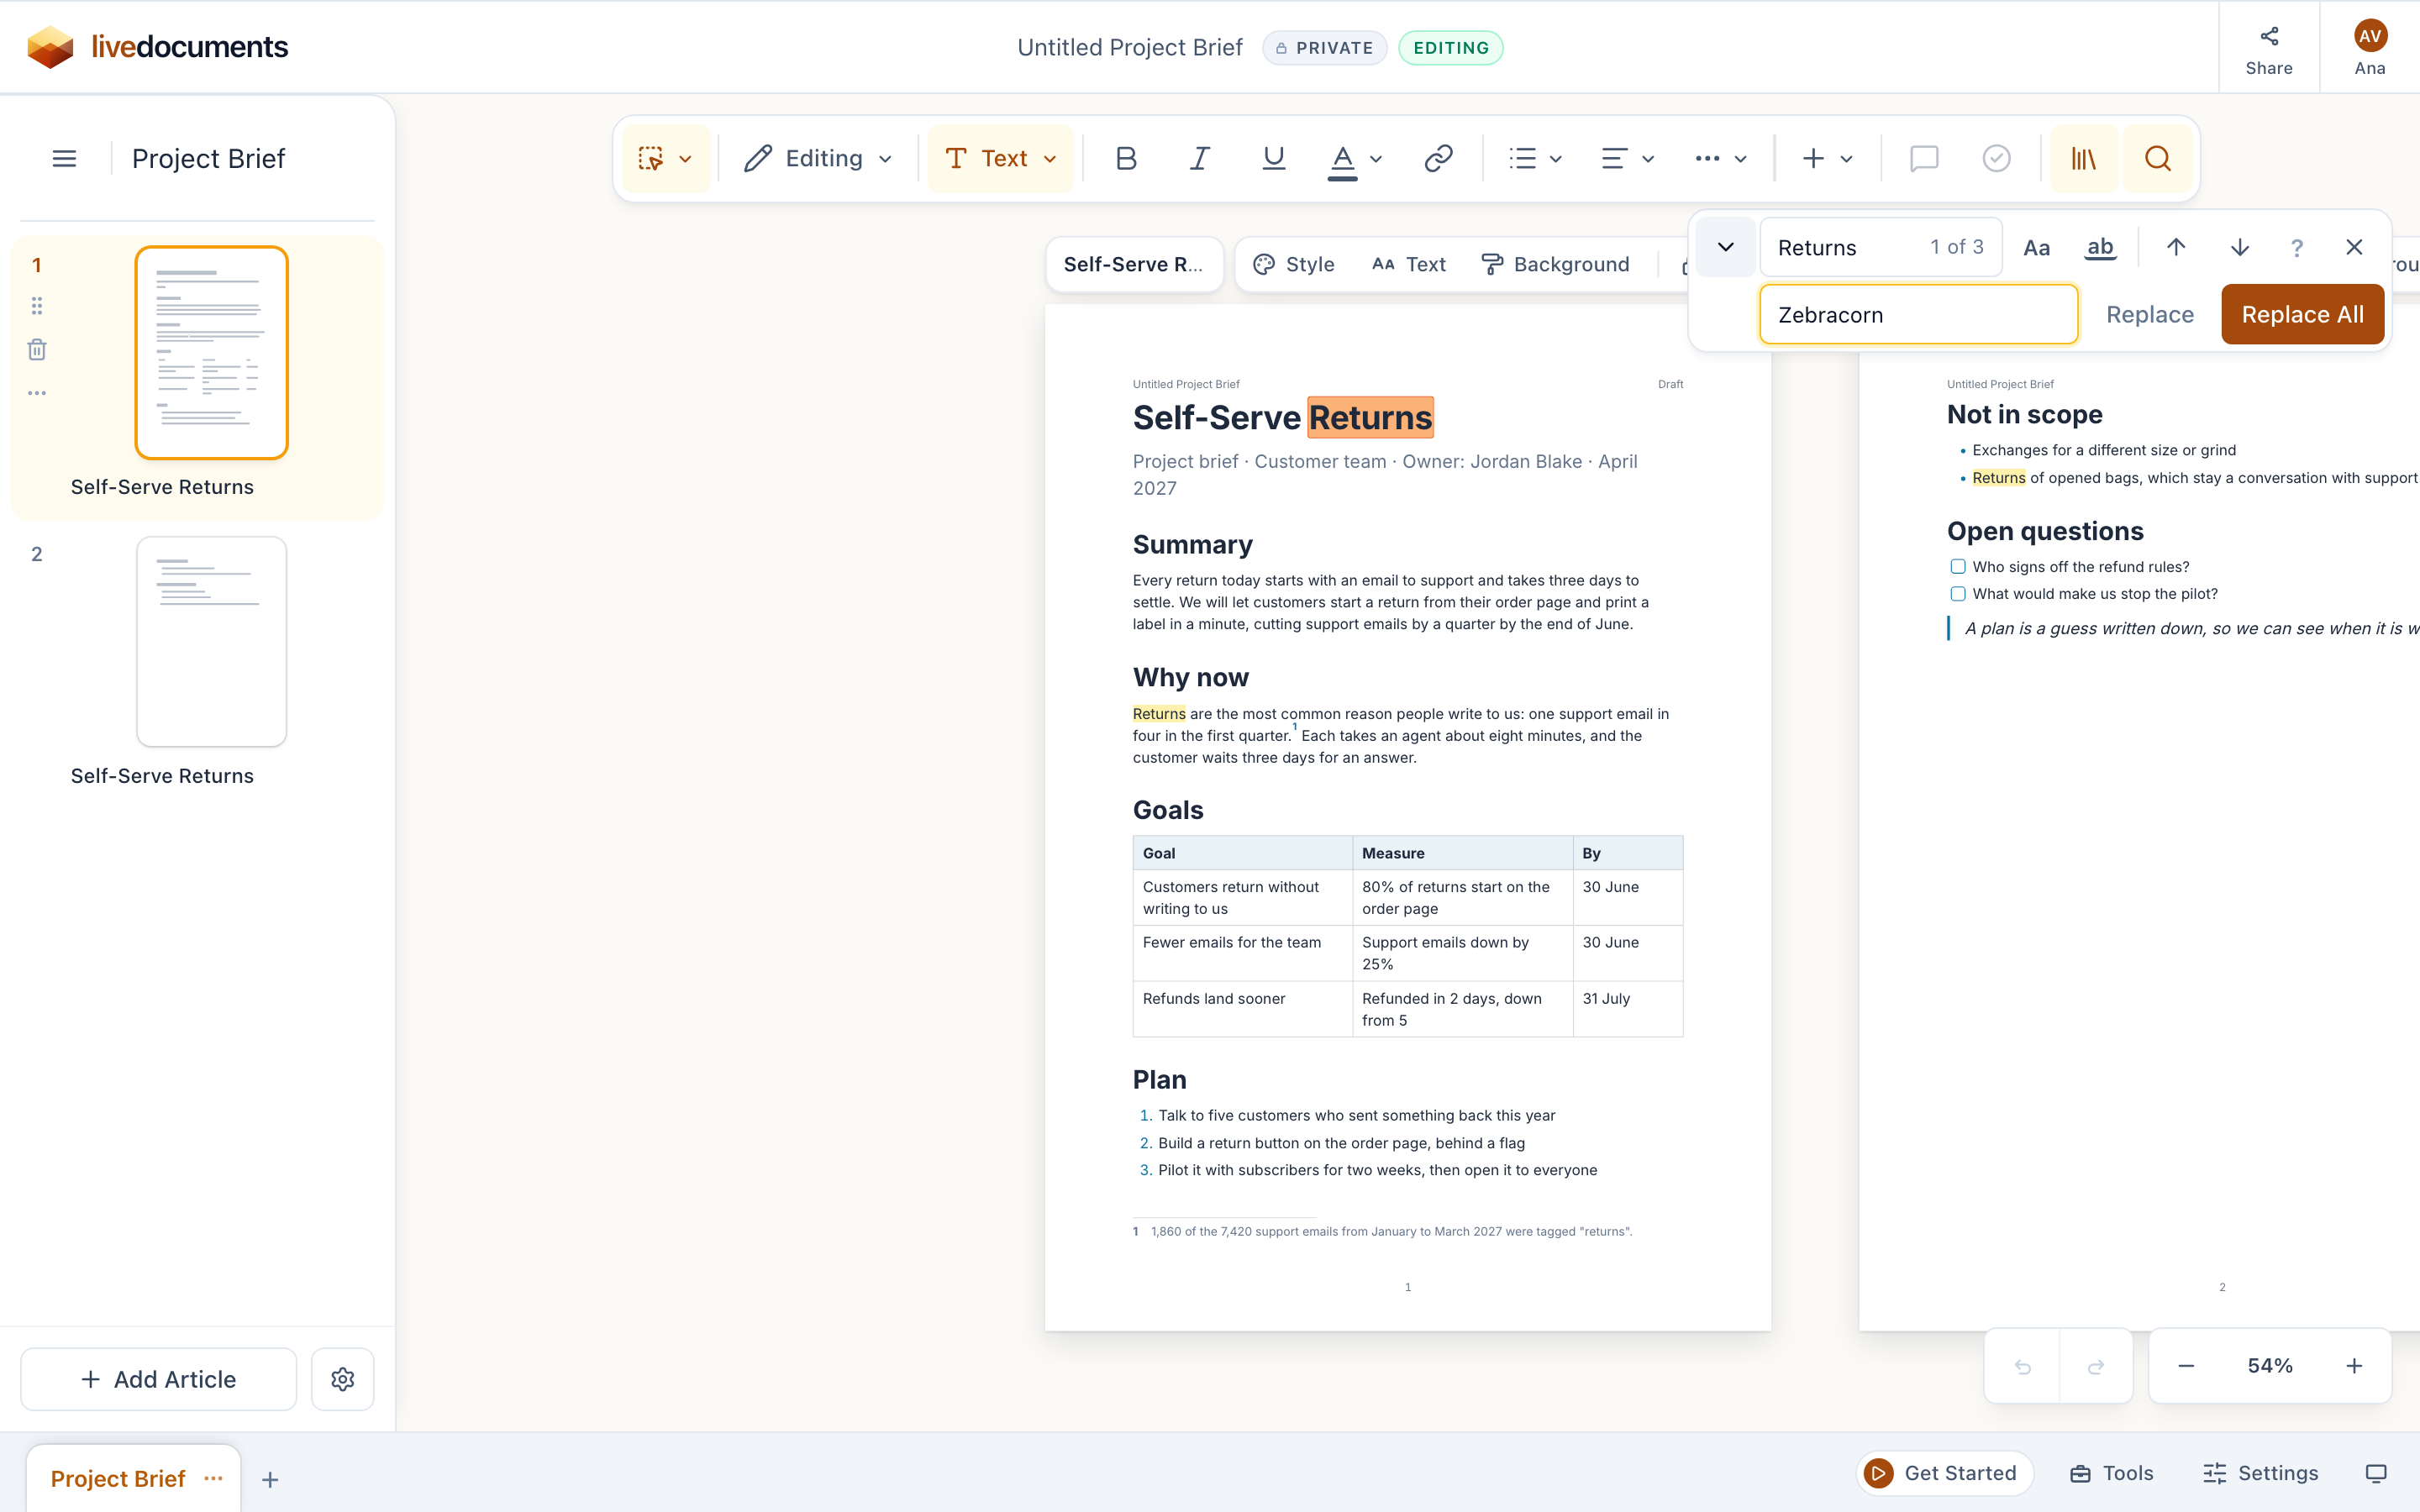 livedocuments
Untitled Project Brief
PRIVATE
EDITING
Share
AV
Ana
Project Brief
1
Self-Serve Returns
2
Self-Serve Returns
Add Article
Editing
Text
B
I
U
A
Returns
1 of 3
Aa
ab
?
Zebracorn
Replace
Replace All
Self-Serve R...
Style
AA Text
Background
Untitled Project Brief
Draft
Self-Serve Returns
Project brief · Customer team · Owner: Jordan Blake · April
2027
Summary
Every return today starts with an email to support and takes three days to
settle. We will let customers start a return from their order page and print a
label in a minute, cutting support emails by a quarter by the end of June.
Why now
Returns are the most common reason people write to us: one support email in
four in the first quarter.1 Each takes an agent about eight minutes, and the
customer waits three days for an answer.
Goals
Goal
Measure
By
Customers return without
writing to us
80% of returns start on the
order page
30 June
Fewer emails for the team
Support emails down by
25%
30 June
Refunds land sooner
Refunded in 2 days, down
from 5
31 July
Plan
1. Talk to five customers who sent something back this year
2. Build a return button on the order page, behind a flag
3. Pilot it with subscribers for two weeks, then open it to everyone
1 1,860 of the 7,420 support emails from January to March 2027 were tagged "returns".
1
Untitled Project Brief
Not in scope
• Exchanges for a different size or grind
• Returns of opened bags, which stay a conversation with support
Open questions
Who signs off the refund rules?
What would make us stop the pilot?
A plan is a guess written down, so we can see when it is
2
54%
Project Brief
Get Started
Tools
Settings